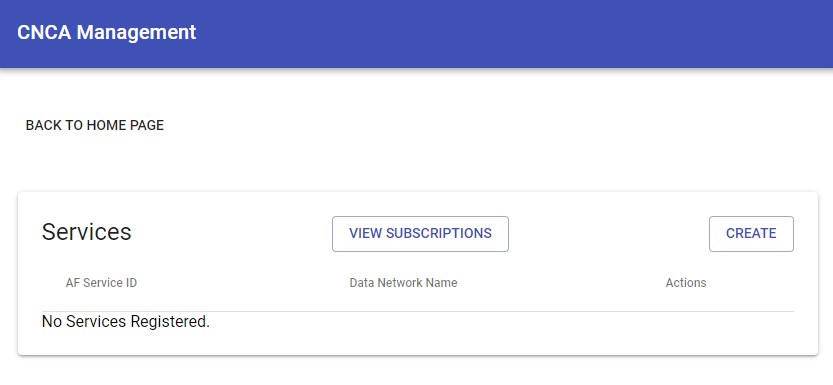 CNCA Management
BACK TO HOME PAGE
Services VIEW SUBSCRIPTIONS CREATE
AF Service ID Data Network Name Actions
No Services Registered.